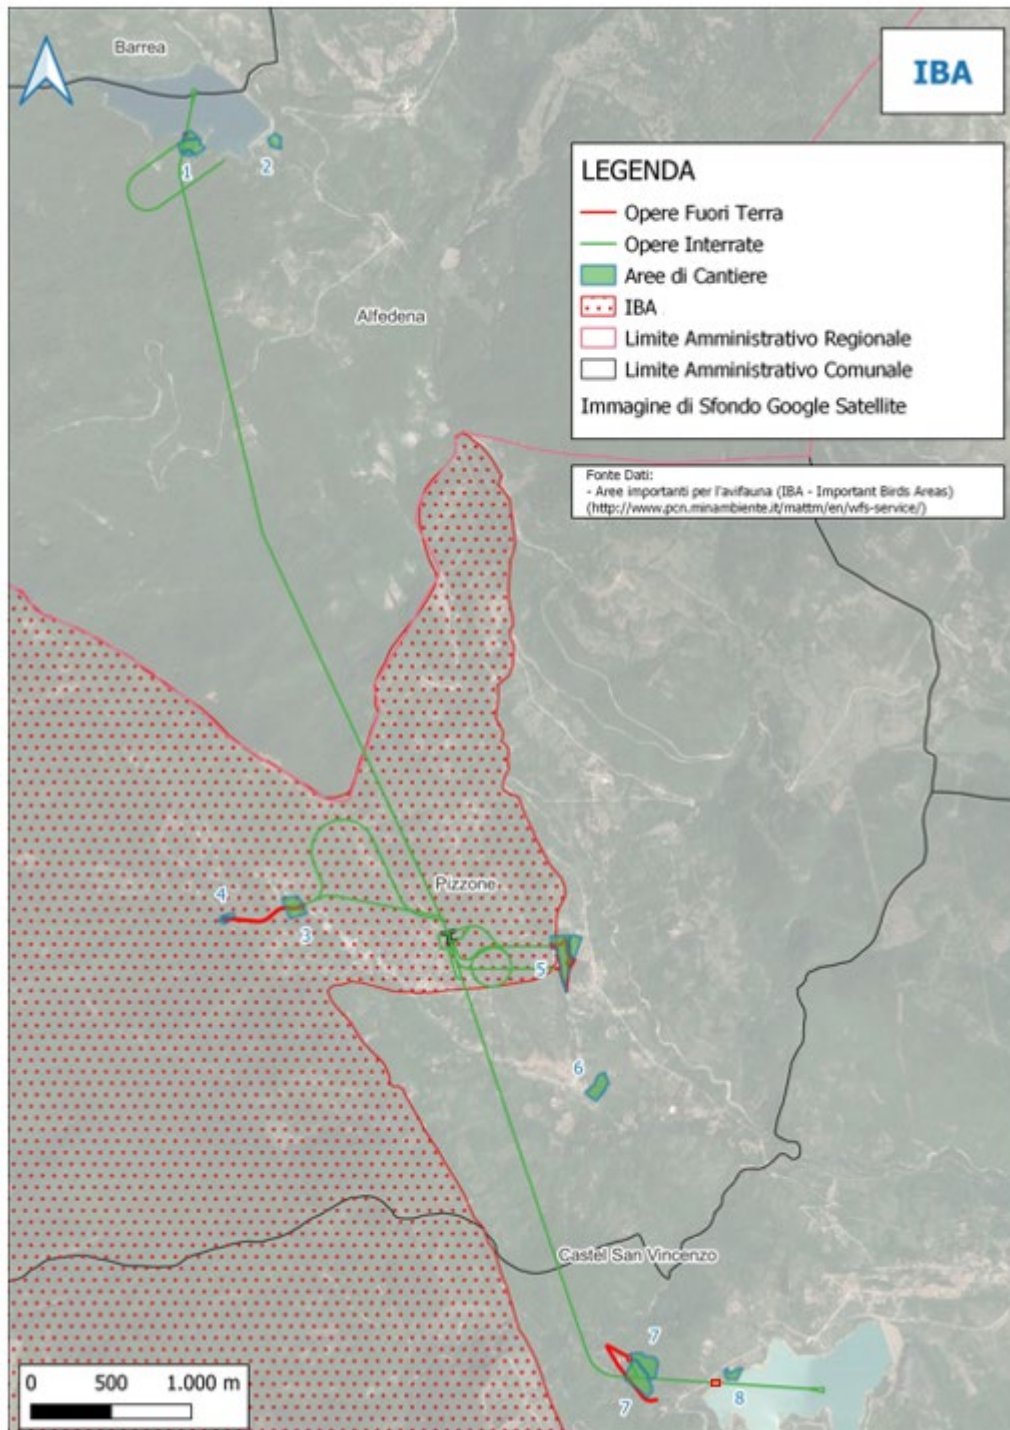 Barrea
IBA
1
2
LEGENDA
Opere Fuori Terra
Opere Interrate
Aree di Cantiere
IBA
Limite Amministrativo Regionale
Limite Amministrativo Comunale
Immagine di Sfondo Google Satellite
Alfedena
Fonte Dati:
- Aree importanti per l'avifauna (IBA - Important Birds Areas)
(http://www.pcn.minambiente.it/mattm/en/wfs-service/)
Pizzone
4
3
5
6
Castel San Vincenzo
7
7
8
0 500 1.000 m